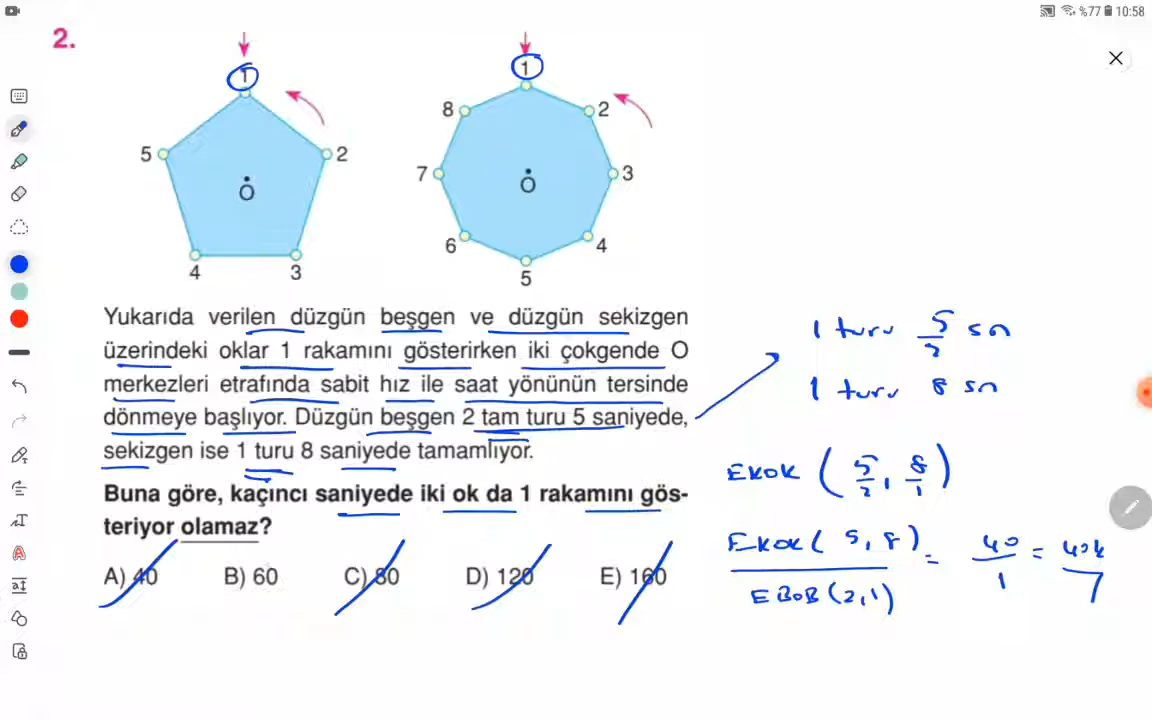 %77 10:58
2.
1
2
3
4
5
O
1
2
3
4
5
6
7
8
O
Yukarıda verilen düzgün beşgen ve düzgün sekizgen
üzerindeki oklar 1 rakamını gösterirken iki çokgende O
merkezleri etrafında sabit hız ile saat yönünün tersinde
dönmeye başlıyor. Düzgün beşgen 2 tam turu 5 saniyede,
sekizgen ise 1 turu 8 saniyede tamamlıyor.
Buna göre, kaçıncı saniyede iki ok da 1 rakamını gös-
teriyor olamaz?
A) 40 B) 60 C) 80 D) 120 E) 160
1 turu 5/2 sn
1 turu 8 sn
EKOK ( 5/2, 8/1 )
EKOK ( 5, 8 ) / EBOB (2,1) = 40/1 = 40k